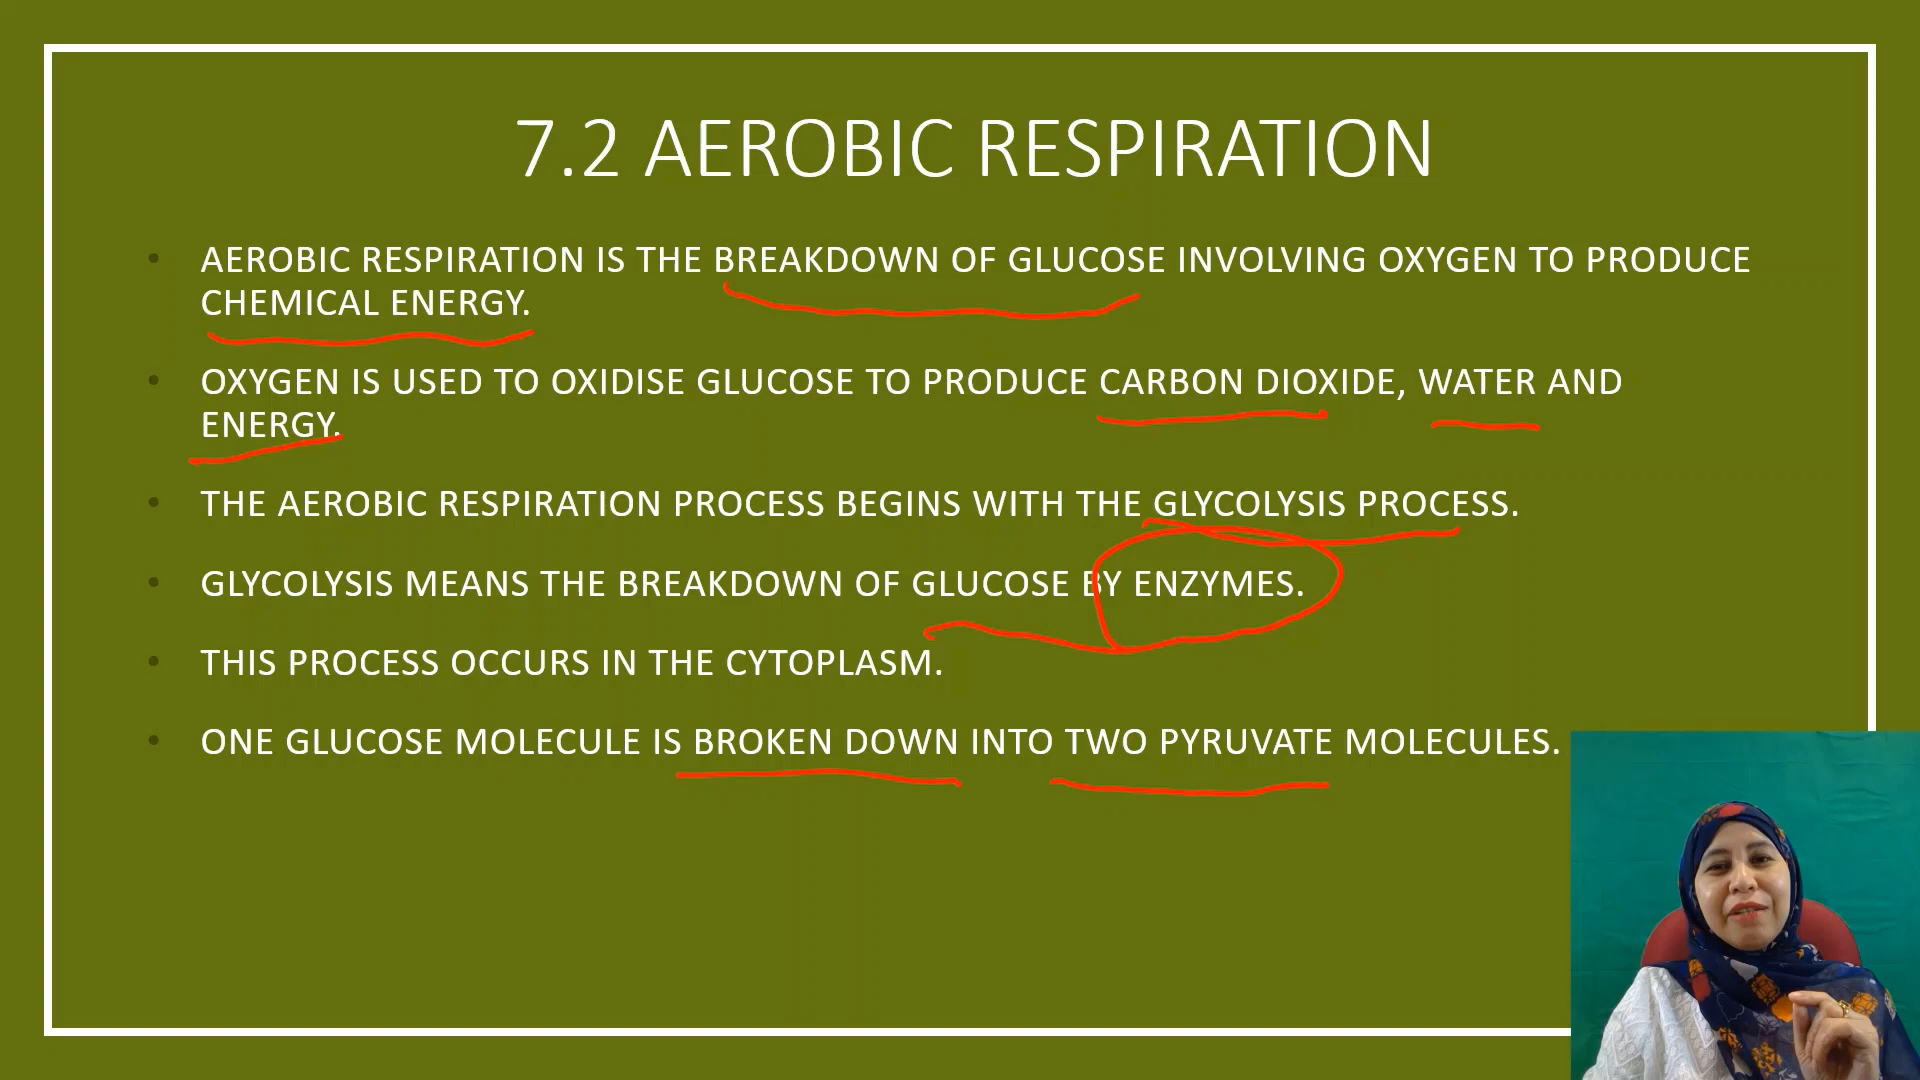 7.2 AEROBIC RESPIRATION
• AEROBIC RESPIRATION IS THE BREAKDOWN OF GLUCOSE INVOLVING OXYGEN TO PRODUCE
CHEMICAL ENERGY.
• OXYGEN IS USED TO OXIDISE GLUCOSE TO PRODUCE CARBON DIOXIDE, WATER AND
ENERGY.
• THE AEROBIC RESPIRATION PROCESS BEGINS WITH THE GLYCOLYSIS PROCESS.
• GLYCOLYSIS MEANS THE BREAKDOWN OF GLUCOSE BY ENZYMES.
• THIS PROCESS OCCURS IN THE CYTOPLASM.
• ONE GLUCOSE MOLECULE IS BROKEN DOWN INTO TWO PYRUVATE MOLECULES.